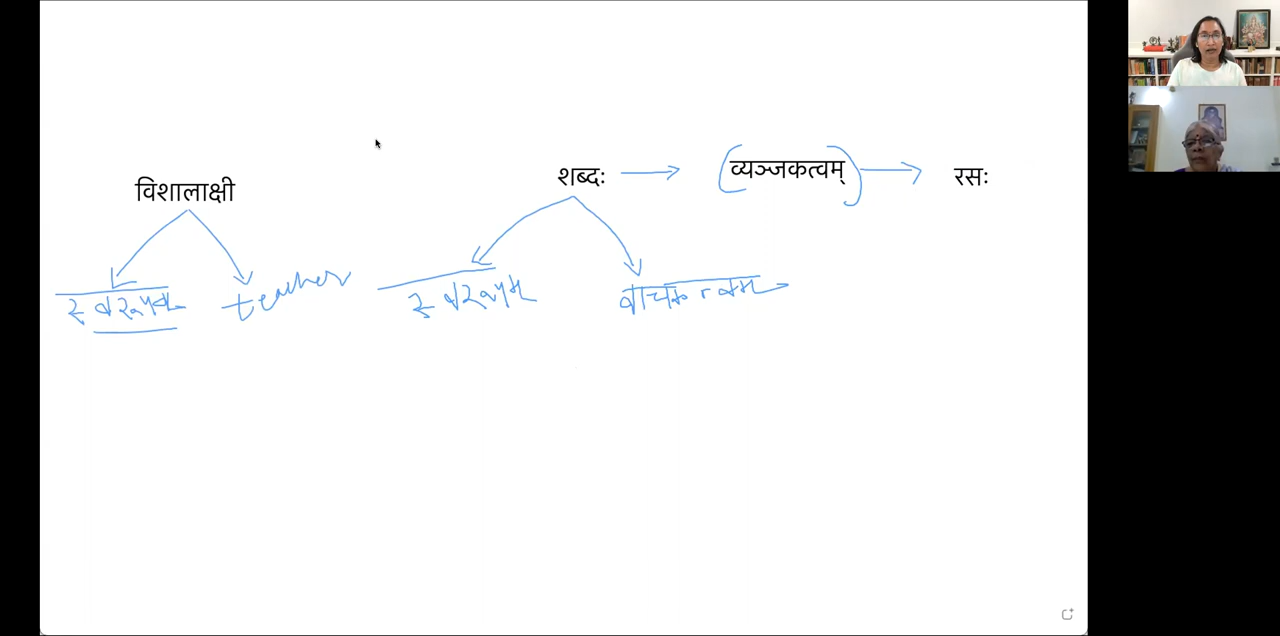 विशालाक्षी शब्दः व्यञ्जकत्वम् रसः
स्वरूपम् teacher स्वरूपम् वाचकत्वम्